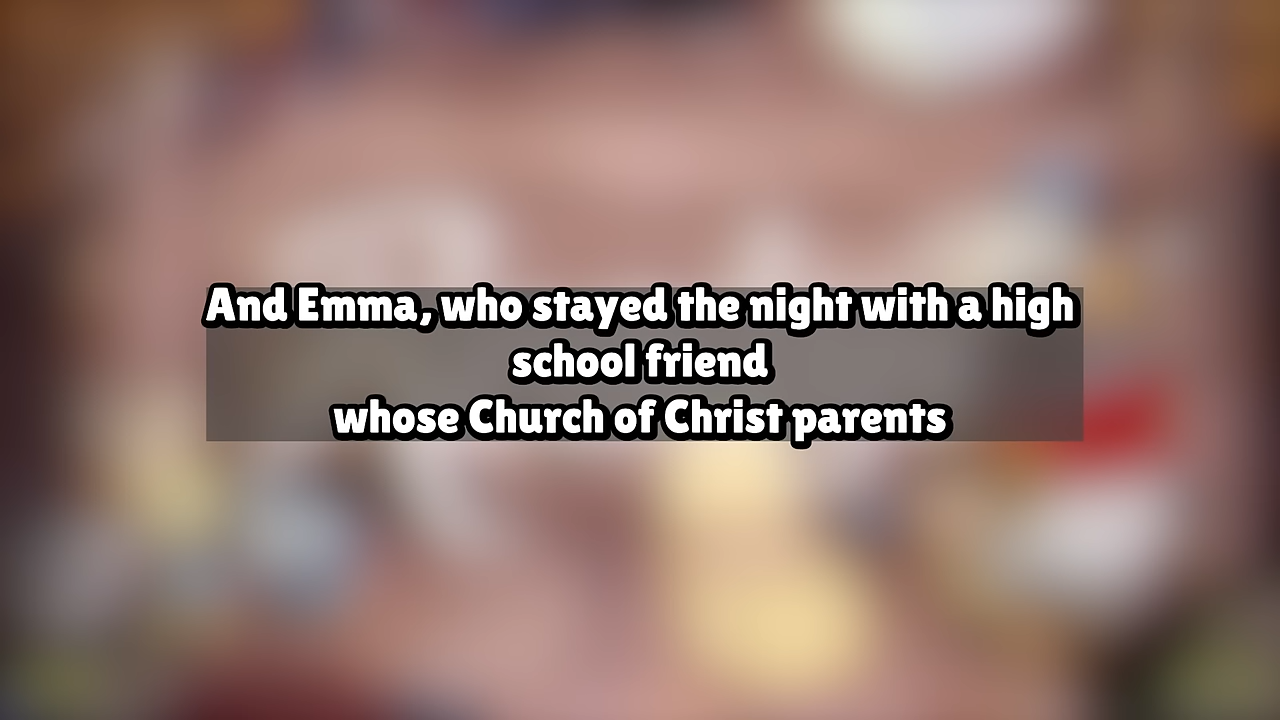 And Emma, who stayed the night with a high
school friend
whose Church of Christ parents